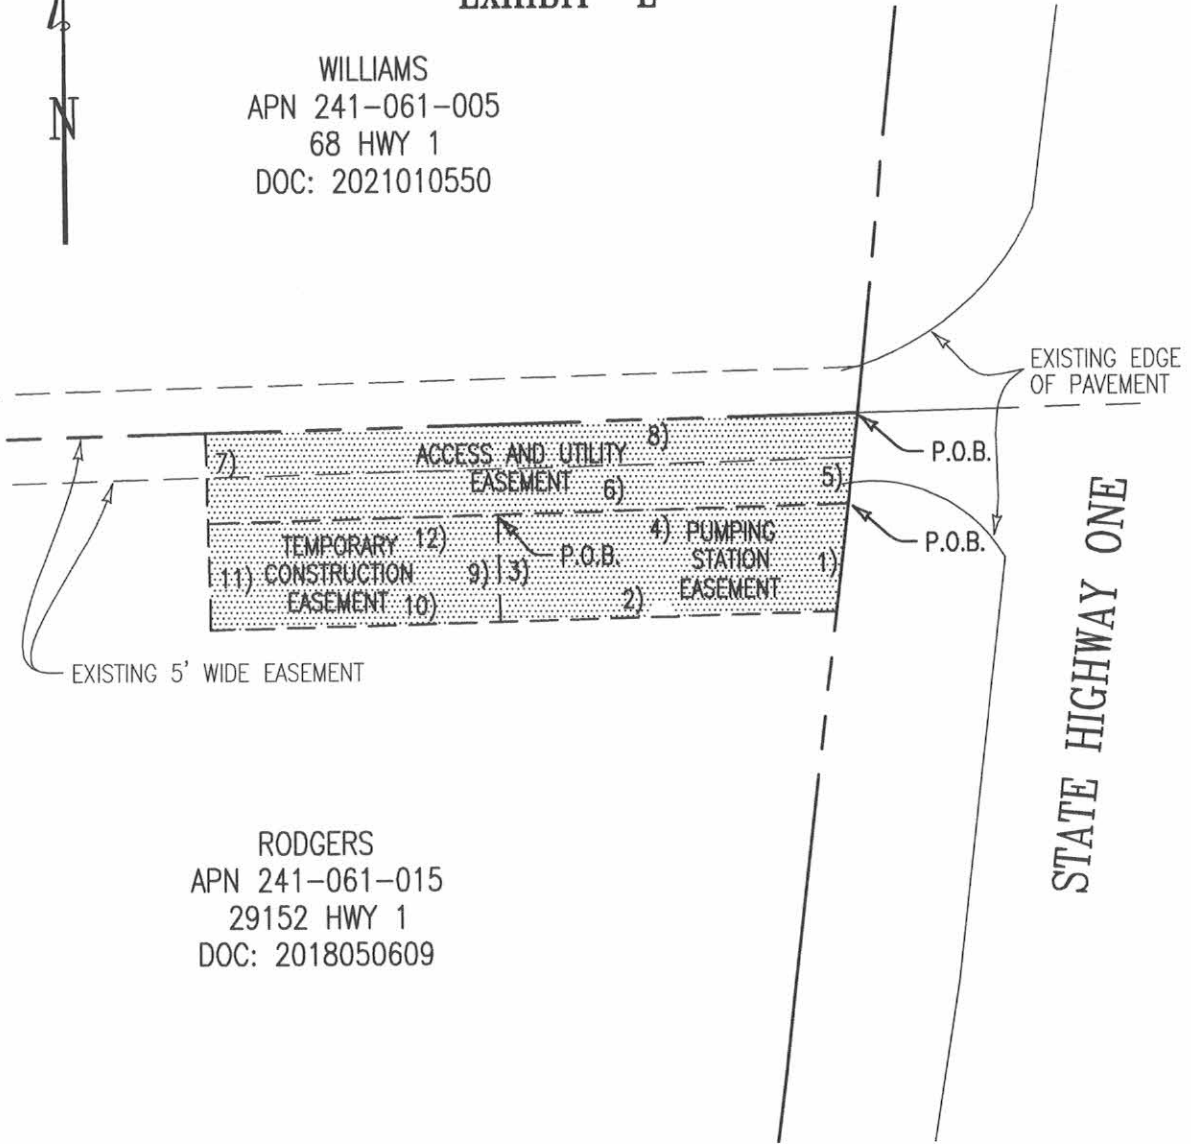 N
WILLIAMS
APN 241-061-005
68 HWY 1
DOC: 2021010550
EXISTING EDGE
OF PAVEMENT
8)
7)
ACCESS AND UTILITY
EASEMENT
6)
5)
P.O.B.
P.O.B.
4)
PUMPING
STATION
EASEMENT
1)
2)
3)
P.O.B.
TEMPORARY
CONSTRUCTION
EASEMENT
12)
9)
11)
10)
EXISTING 5' WIDE EASEMENT
STATE HIGHWAY ONE
RODGERS
APN 241-061-015
29152 HWY 1
DOC: 2018050609